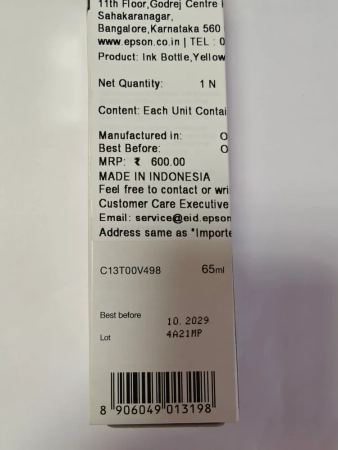 11th Floor,Godrej Centre
Sahakaranagar,
Bangalore,Karnataka 560
www.epson.co.in | TEL : 0
Product: Ink Bottle,Yellow
Net Quantity: 1 N
Content: Each Unit Contai
Manufactured in: O
Best Before: O
MRP: ₹ 600.00
MADE IN INDONESIA
Feel free to contact or wri
Customer Care Executive
Email: service@eid.epson
Address same as "Importe
C13T00V498 65ml
Best before 10. 2029
Lot 4A21MP
8 906049 013198